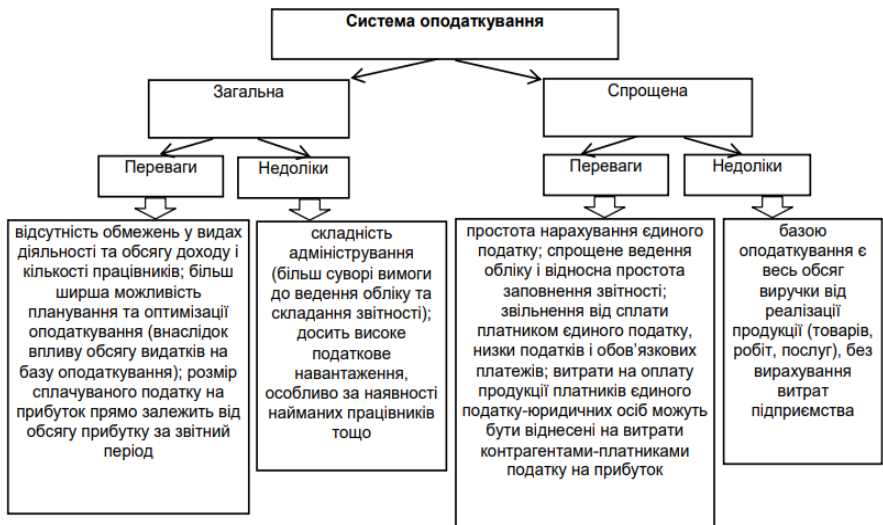 Система оподаткування
Загальна
Спрощена
Переваги
Недоліки
Переваги
Недоліки
відсутність обмежень у видах
діяльності та обсягу доходу і
кількості працівників; більш
ширша можливість
планування та оптимізації
оподаткування (внаслідок
впливу обсягу видатків на
базу оподаткування); розмір
сплачуваного податку на
прибуток прямо залежить від
обсягу прибутку за звітний
період
складність
адміністрування
(більш суворі вимоги
до ведення обліку та
складання звітності);
досить високе
податкове
навантаження,
особливо за наявності
найманих працівників
тощо
простота нарахування єдиного
податку; спрощене ведення
обліку і відносна простота
заповнення звітності;
звільнення від сплати
платником єдиного податку,
низки податків і обов’язкових
платежів; витрати на оплату
продукції платників єдиного
податку-юридичних осіб можуть
бути віднесені на витрати
контрагентами-платниками
податку на прибуток
базою
оподаткування є
весь обсяг
виручки від
реалізації
продукції (товарів,
робіт, послуг), без
вирахування
витрат
підприємства